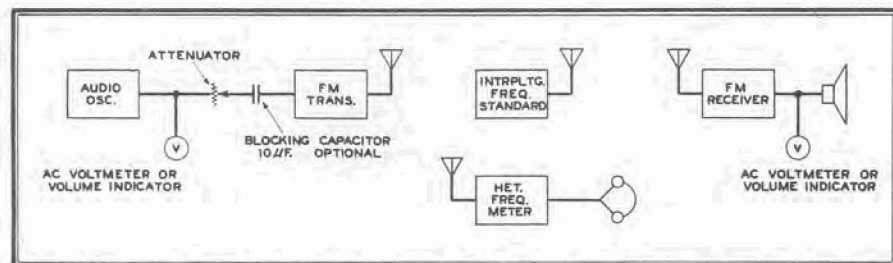 ATTENUATOR
AUDIO
OSC.
FM
TRANS.
BLOCKING CAPACITOR
10µF. OPTIONAL
V
AC VOLTMETER OR
VOLUME INDICATOR
INTRPLTG.
FREQ.
STANDARD
HET.
FREQ.
METER
FM
RECEIVER
V
AC VOLTMETER OR
VOLUME INDICATOR